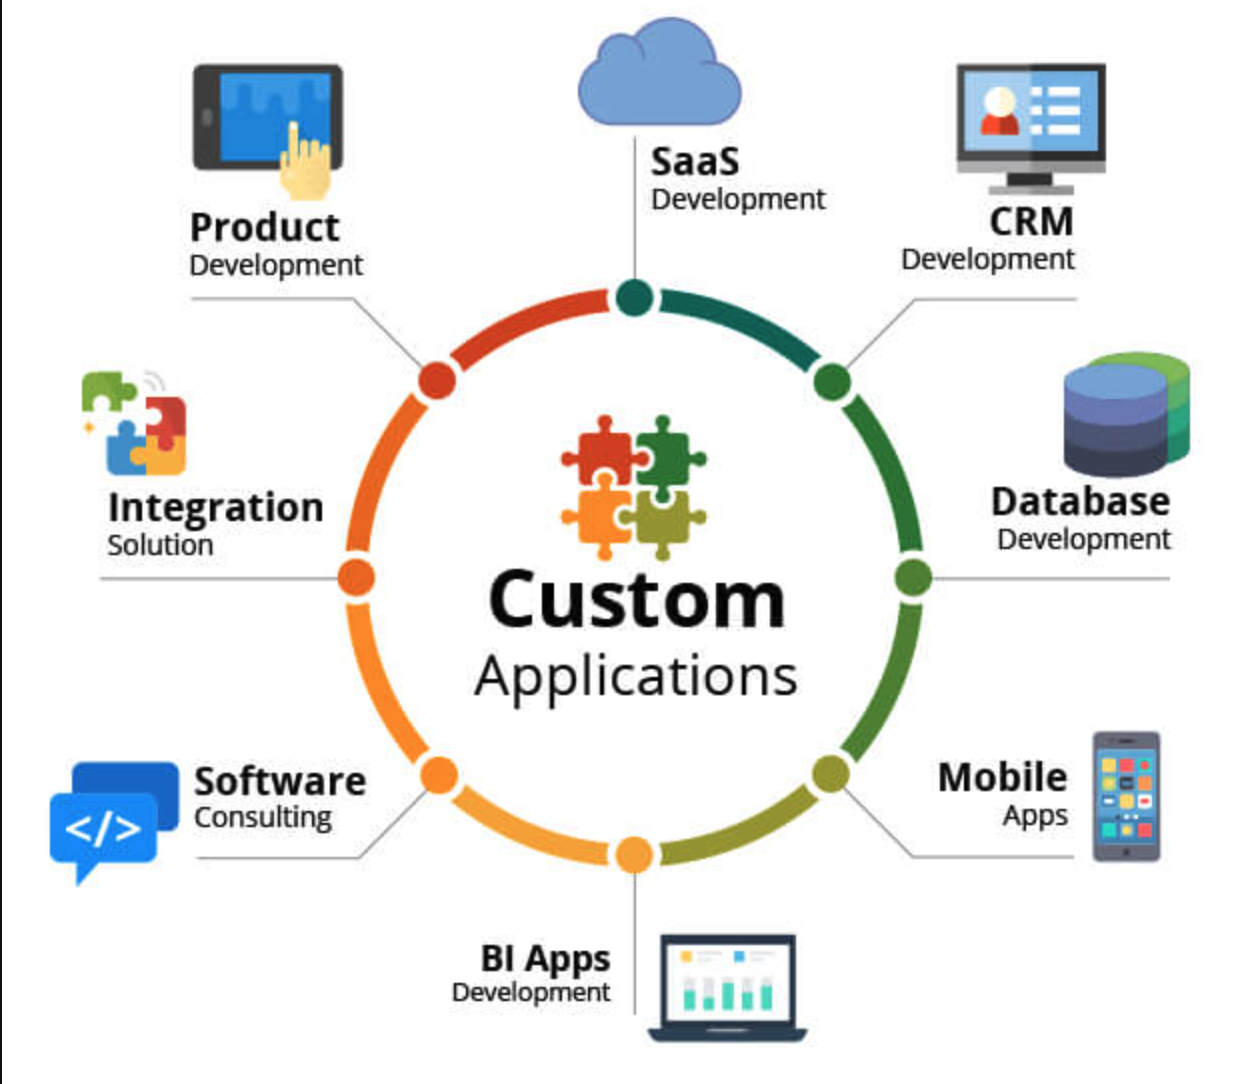 SaaS
Development
CRM
Development
Product
Development
Database
Development
Integration
Solution
Custom
Applications
Mobile
Apps
Software
Consulting
</>
BI Apps
Development